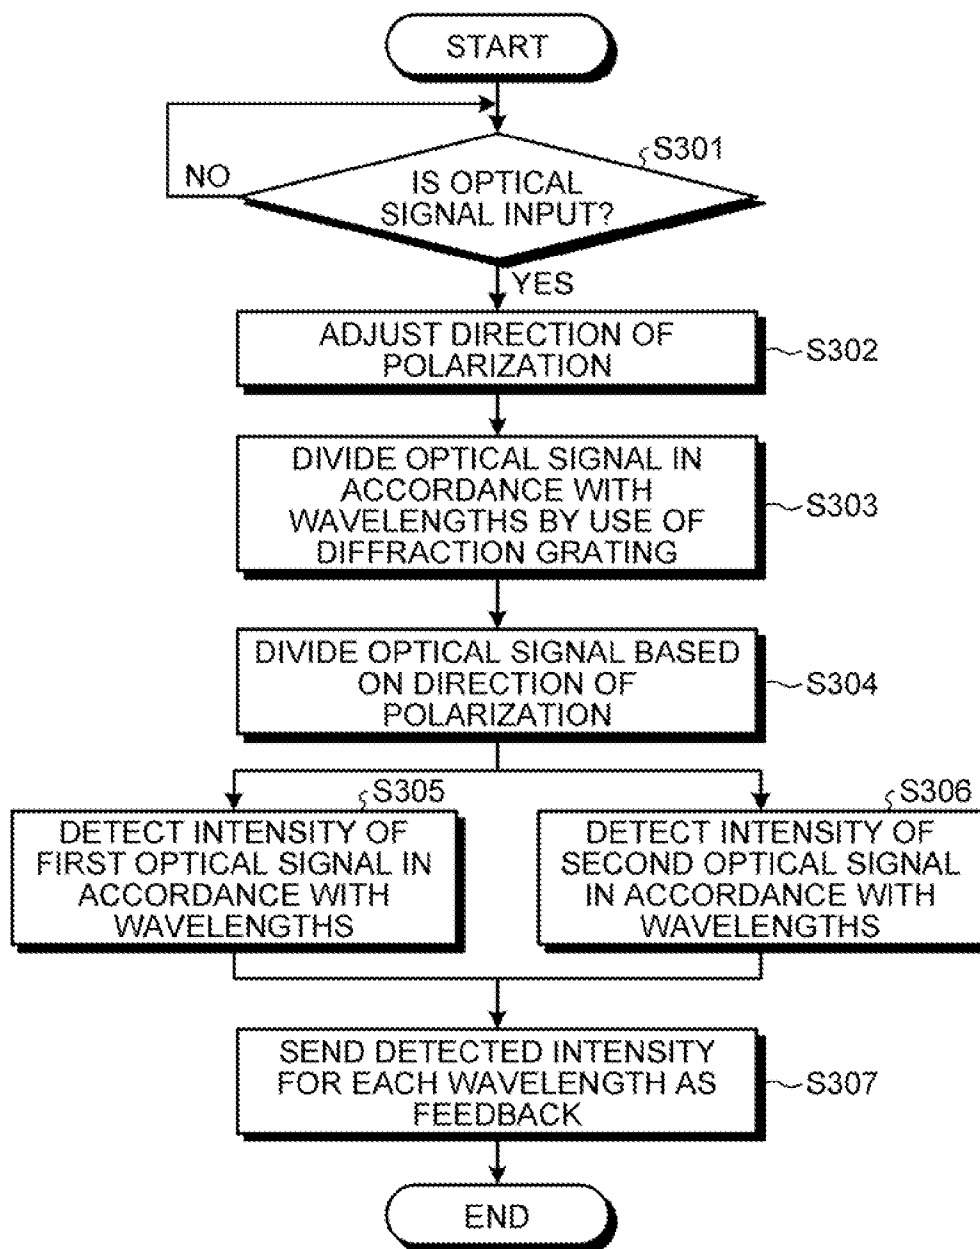 START
S301
NO
IS OPTICAL
SIGNAL INPUT?
YES
ADJUST DIRECTION OF
POLARIZATION
S302
DIVIDE OPTICAL SIGNAL IN
ACCORDANCE WITH
WAVELENGTHS BY USE OF
DIFFRACTION GRATING
S303
DIVIDE OPTICAL SIGNAL BASED
ON DIRECTION OF
POLARIZATION
S304
S305
DETECT INTENSITY OF
FIRST OPTICAL SIGNAL IN
ACCORDANCE WITH
WAVELENGTHS
S306
DETECT INTENSITY OF
SECOND OPTICAL SIGNAL
IN ACCORDANCE WITH
WAVELENGTHS
SEND DETECTED INTENSITY
FOR EACH WAVELENGTH AS
FEEDBACK
S307
END